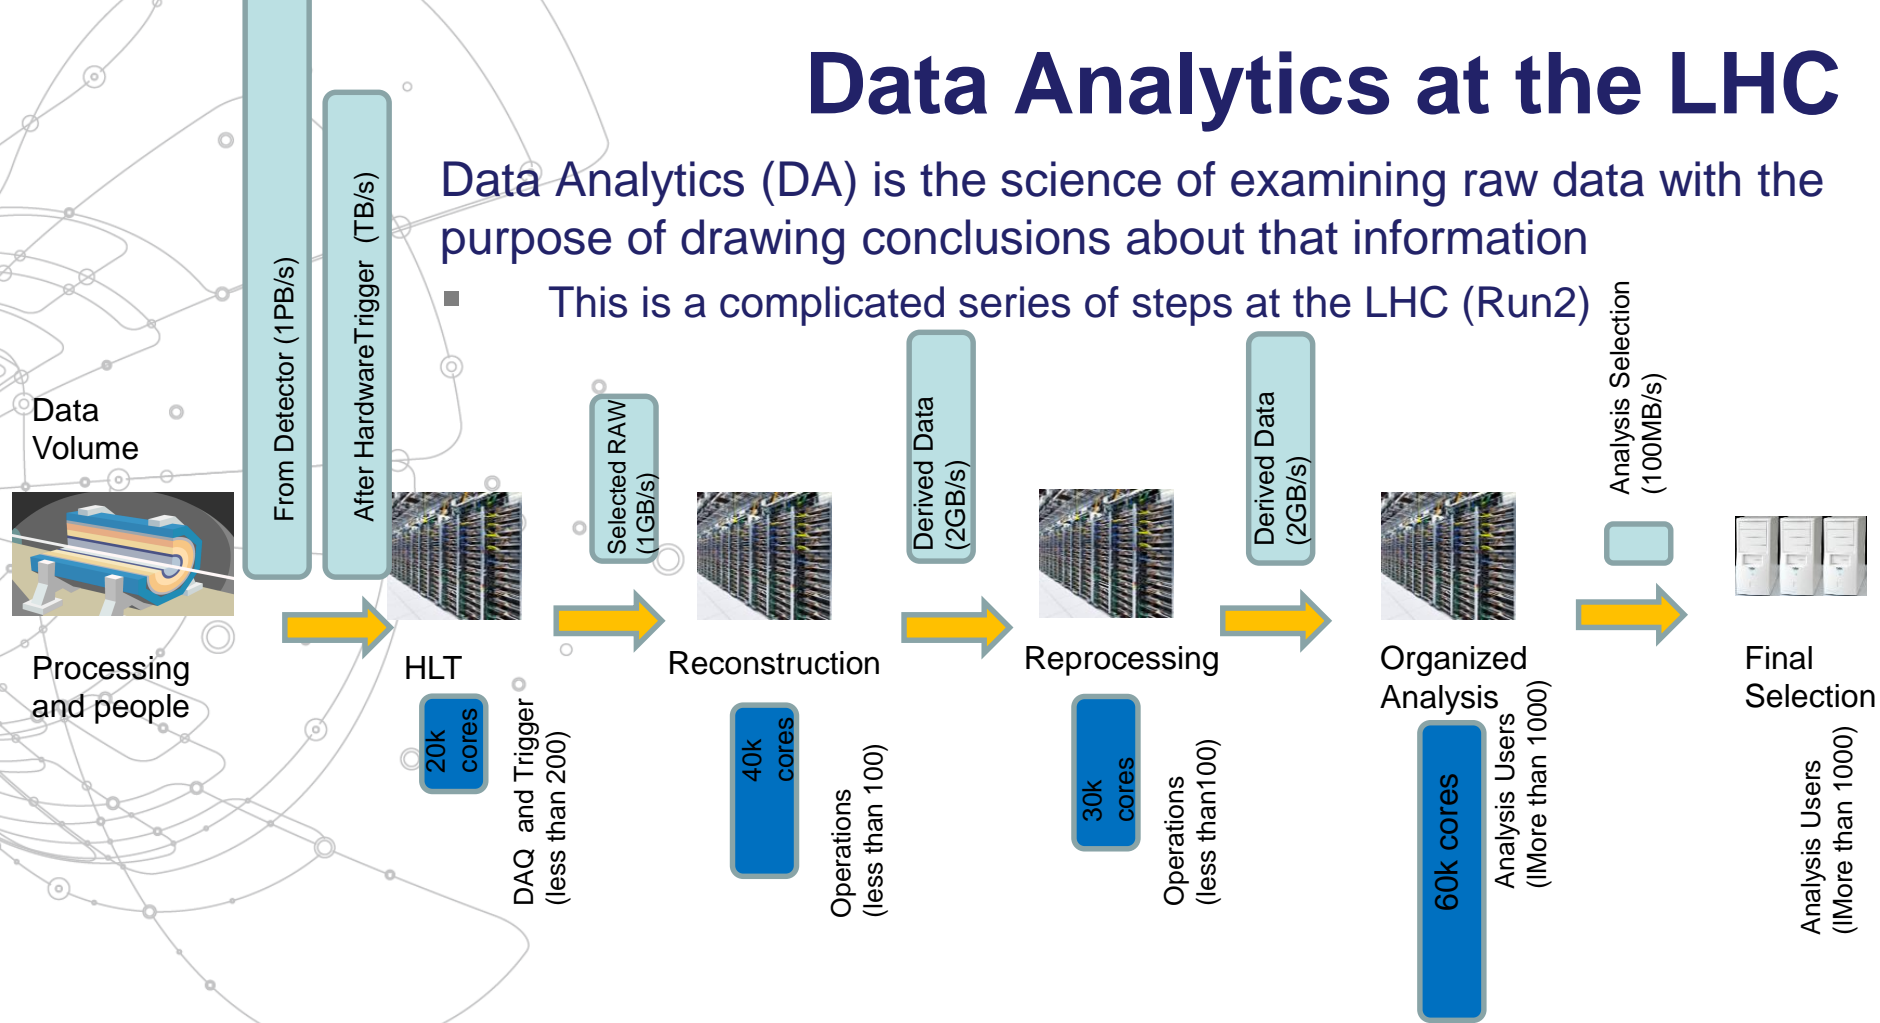 Data Analytics at the LHC
Data Analytics (DA) is the science of examining raw data with the
purpose of drawing conclusions about that information
This is a complicated series of steps at the LHC (Run2)
Data
Volume
From Detector (1PB/s)
After HardwareTrigger (TB/s)
Selected RAW
(1GB/s)
Derived Data
(2GB/s)
Derived Data
(2GB/s)
Analysis Selection
(100MB/s)
Processing
and people
HLT
Reconstruction
Reprocessing
Organized
Analysis
Final
Selection
20k
cores
DAQ and Trigger
(less than 200)
40k
cores
Operations
(less than 100)
30k
cores
Operations
(less than100)
60k cores
Analysis Users
(lMore than 1000)
Analysis Users
(lMore than 1000)